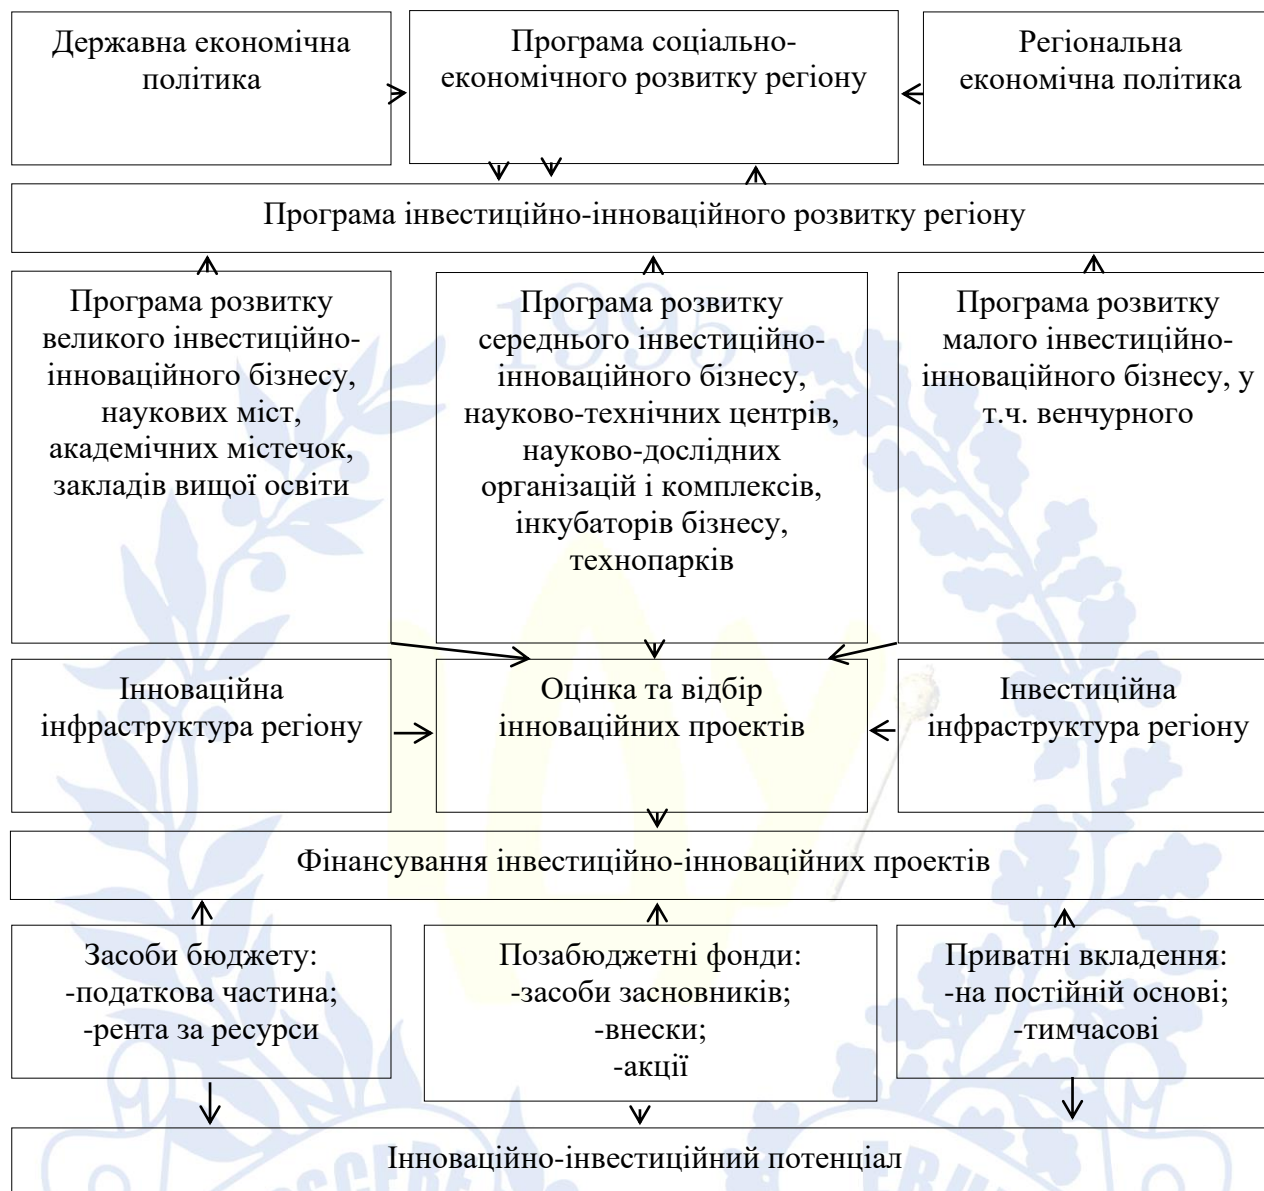 Державна економічна
політика
Програма соціально-
економічного розвитку регіону
Регіональна
економічна політика
Програма інвестиційно-інноваційного розвитку регіону
1995
Програма розвитку
великого інвестиційно-
інноваційного бізнесу,
наукових міст,
академічних містечок,
закладів вищої освіти
Програма розвитку
середнього інвестиційно-
інноваційного бізнесу,
науково-технічних центрів,
науково-дослідних
організацій і комплексів,
інкубаторів бізнесу,
технопарків
Програма розвитку
малого інвестиційно-
інноваційного бізнесу, у
т.ч. венчурного
Інноваційна
інфраструктура регіону
Оцінка та відбір
інноваційних проектів
Інвестиційна
інфраструктура регіону
Фінансування інвестиційно-інноваційних проектів
Засоби бюджету:
-податкова частина;
-рента за ресурси
Позабюджетні фонди:
-засоби засновників;
-внески;
-акції
Приватні вкладення:
-на постійній основі;
-тимчасові
Інноваційно-інвестиційний потенціал